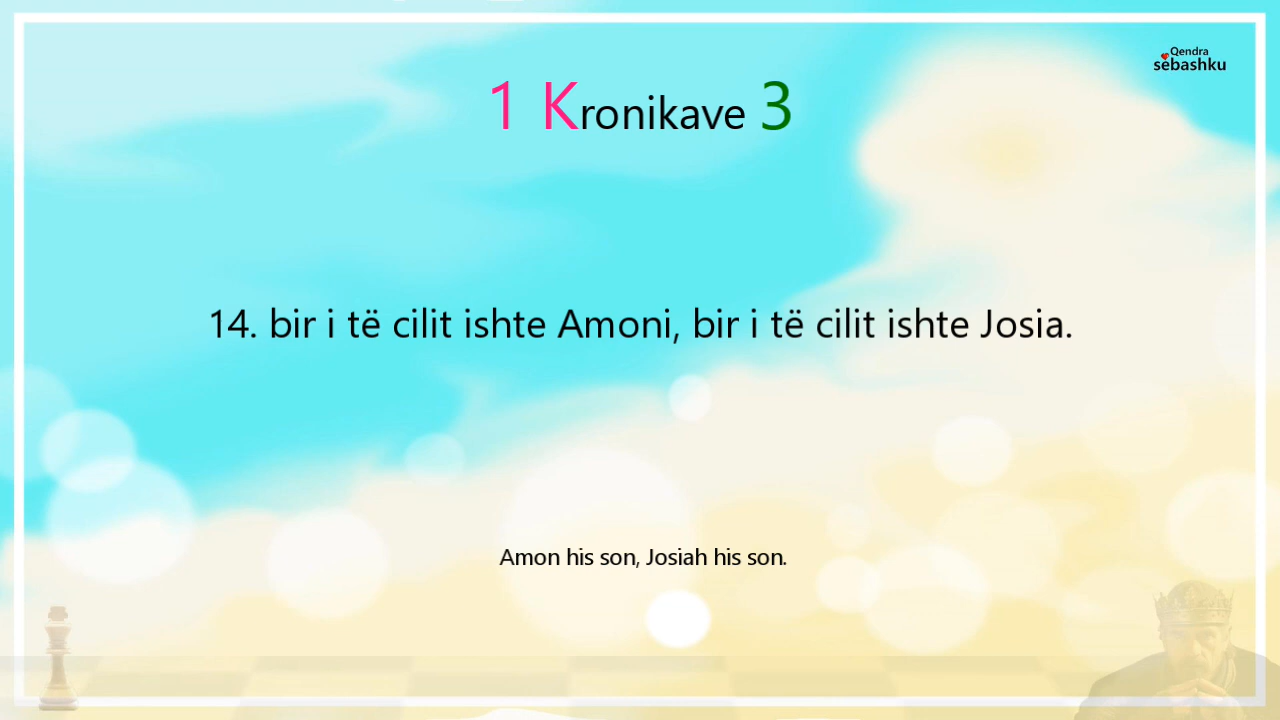 Qendra
sëbashku
1 Kronikave 3
14. bir i të cilit ishte Amoni, bir i të cilit ishte Josia.
Amon his son, Josiah his son.